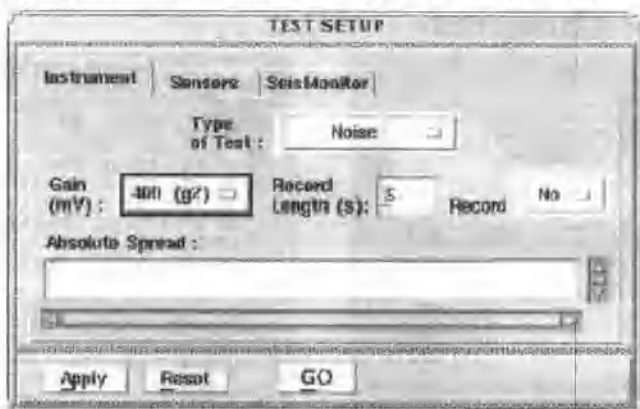 TEST SETUP
Instrument Sensors SeisMonitor
Type of Test : Noise
Gain (mV) : 400 (g2) Record Length (s): 5 Record No
Absolute Spread :
Apply Reset GO